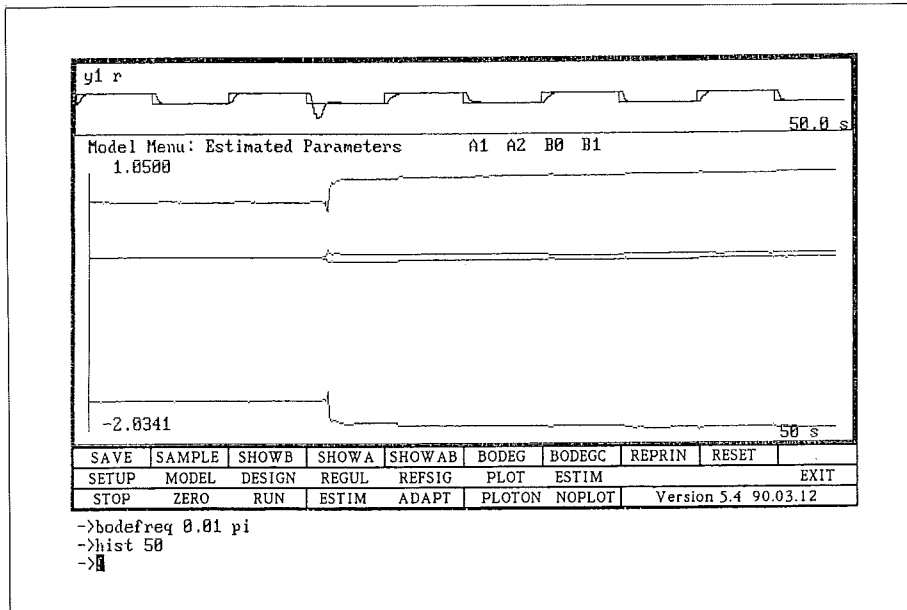 y1 r
50.0 s
Model Menu: Estimated Parameters A1 A2 B0 B1
1.0500
-2.0341
50 s
SAVE SAMPLE SHOWB SHOWA SHOWAB BODEG BODEGC REPRIN RESET
SETUP MODEL DESIGN REGUL REFSIG PLOT ESTIM EXIT
STOP ZERO RUN ESTIM ADAPT PLOTON NOPLOT Version 5.4 90.03.12
->bodefreq 0.01 pi
->hist 50
->